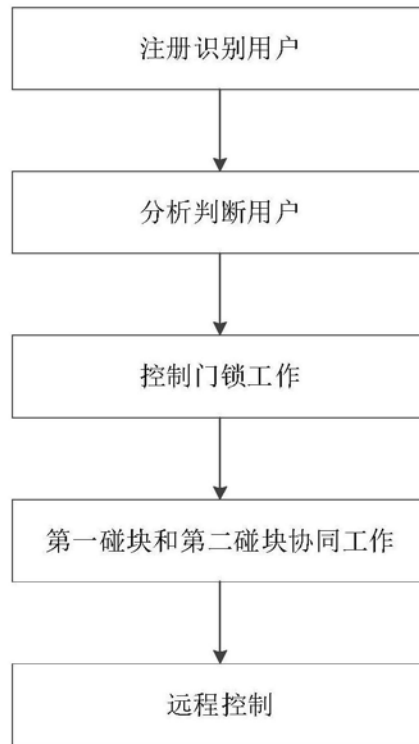 注册识别用户
分析判断用户
控制门锁工作
第一碰块和第二碰块协同工作
远程控制